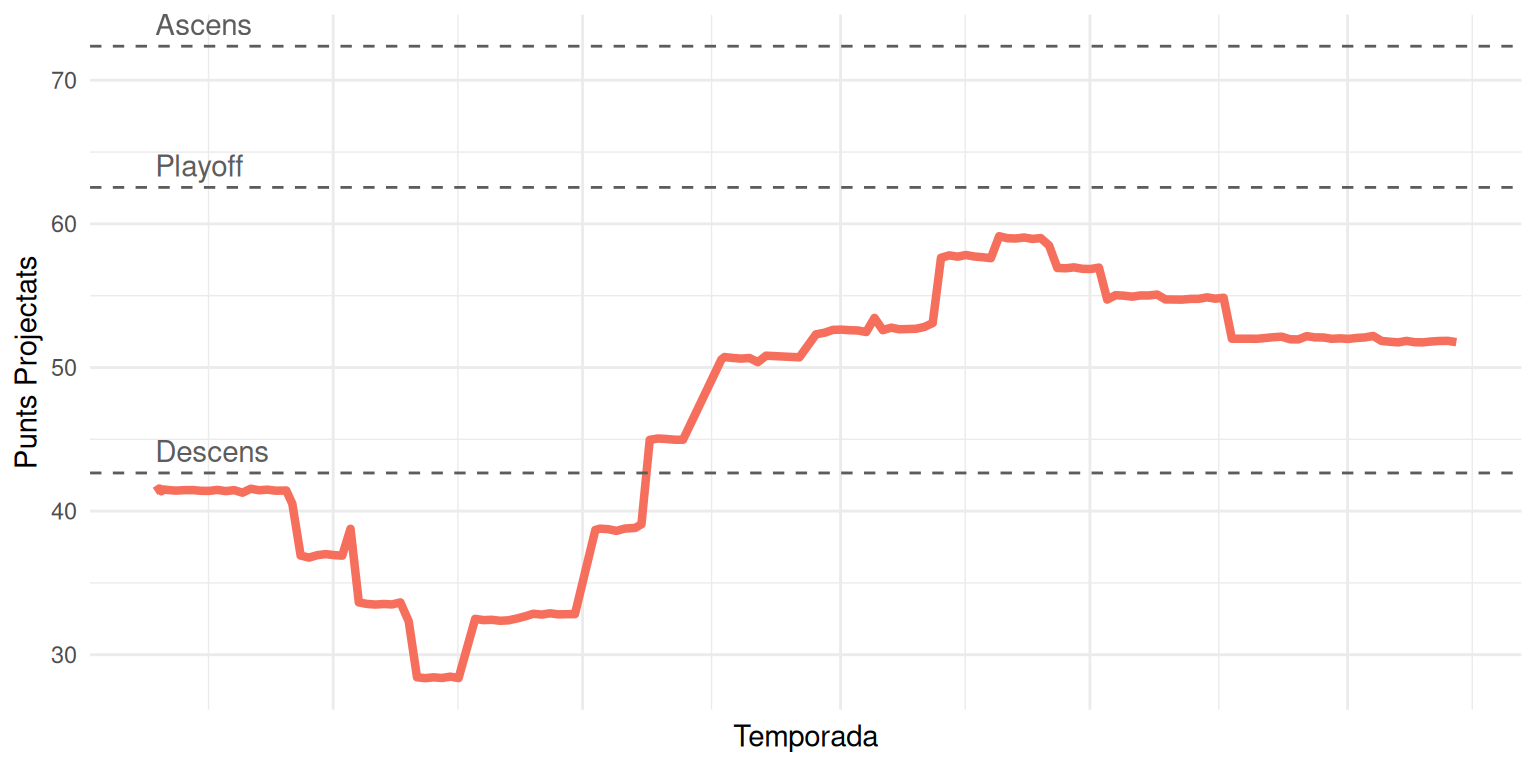 Ascens
70
Playoff
60
50
Descens
40
30
Punts Projectats
Temporada